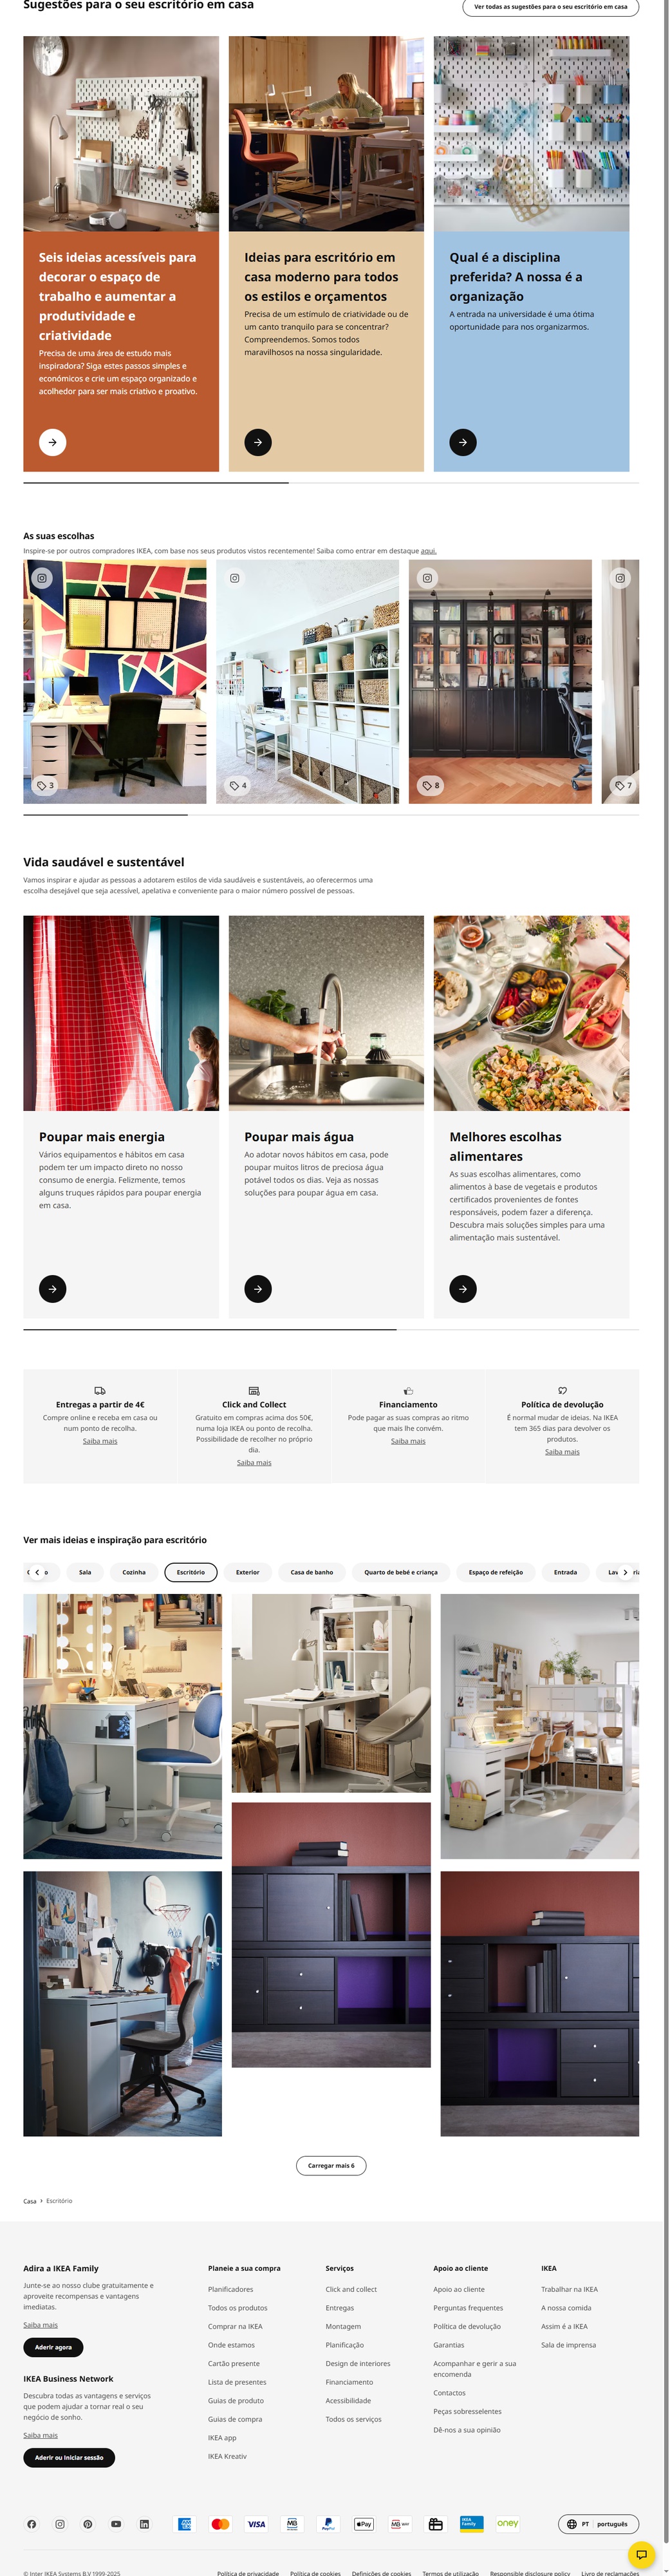 Sugestões para o seu escritório em casa
Ver todas as sugestões para o seu escritório em casa
Seis ideias acessíveis para
decorar o espaço de
trabalho e aumentar a
produtividade e
criatividade
Precisa de uma área de estudo mais
inspiradora? Siga estes passos simples e
económicos e crie um espaço organizado e
acolhedor para ser mais criativo e proativo.
Ideias para escritório em
casa moderno para todos
os estilos e orçamentos
Precisa de um estímulo de criatividade ou de
um canto tranquilo para se concentrar?
Compreendemos. Somos todos
maravilhosos na nossa singularidade.
Qual é a disciplina
preferida? A nossa é a
organização
A entrada na universidade é uma ótima
oportunidade para nos organizarmos.
As suas escolhas
Inspire-se por outros compradores IKEA, com base nos seus produtos vistos recentemente! Saiba como entrar em destaque aqui.
3
4
8
7
Vida saudável e sustentável
Vamos inspirar e ajudar as pessoas a adotarem estilos de vida saudáveis e sustentáveis, ao oferecermos uma
escolha desejável que seja acessível, apelativa e conveniente para o maior número possível de pessoas.
Poupar mais energia
Vários equipamentos e hábitos em casa
podem ter um impacto direto no nosso
consumo de energia. Felizmente, temos
alguns truques rápidos para poupar energia
em casa.
Poupar mais água
Ao adotar novos hábitos em casa, pode
poupar muitos litros de preciosa água
potável todos os dias. Veja as nossas
soluções para poupar água em casa.
Melhores escolhas
alimentares
As suas escolhas alimentares, como
alimentos à base de vegetais e produtos
certificados provenientes de fontes
responsáveis, podem fazer a diferença.
Descubra mais soluções simples para uma
alimentação mais sustentável.
Entregas a partir de 4€
Compre online e receba em casa ou
num ponto de recolha.
Saiba mais
Click and Collect
Gratuito em compras acima dos 50€,
numa loja IKEA ou ponto de recolha.
Possibilidade de recolher no próprio
dia.
Saiba mais
Financiamento
Pode pagar as suas compras ao ritmo
que mais lhe convém.
Saiba mais
Política de devolução
É normal mudar de ideias. Na IKEA
tem 365 dias para devolver os
produtos.
Saiba mais
Ver mais ideias e inspiração para escritório
Sala
Cozinha
Escritório
Exterior
Casa de banho
Quarto de bebé e criança
Espaço de refeição
Entrada
Carregar mais 6
Casa › Escritório
Adira a IKEA Family
Junte-se ao nosso clube gratuitamente e
aproveite recompensas e vantagens
imediatas.
Saiba mais
Aderir agora
IKEA Business Network
Descubra todas as vantagens e serviços
que podem ajudar a tornar real o seu
negócio de sonho.
Saiba mais
Aderir ou Iniciar sessão
Planeie a sua compra
Planificadores
Todos os produtos
Comprar na IKEA
Onde estamos
Cartão presente
Lista de presentes
Guias de produto
Guias de compra
IKEA app
IKEA Kreativ
Serviços
Click and collect
Entregas
Montagem
Planificação
Design de interiores
Financiamento
Acessibilidade
Todos os serviços
Apoio ao cliente
Apoio ao cliente
Perguntas frequentes
Política de devolução
Garantias
Acompanhar e gerir a sua
encomenda
Contactos
Peças sobresselentes
Dê-nos a sua opinião
IKEA
Trabalhar na IKEA
A nossa comida
Assim é a IKEA
Sala de imprensa
VISA
MB
PayPal
Pay
MB WAY
IKEA Family
oney
PT português
© Inter IKEA Systems B.V 1999-2025
Política de privacidade
Política de cookies
Definições de cookies
Termos de utilização
Responsible disclosure policy
Livro de reclamações